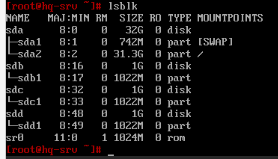 [root@hq-srv ~]# lsblk
NAME   MAJ:MIN RM  SIZE RO TYPE MOUNTPOINTS
sda      8:0    0   32G  0 disk
├─sda1   8:1    0  742M  0 part [SWAP]
└─sda2   8:2    0 31.3G  0 part /
sdb      8:16   0    1G  0 disk
└─sdb1   8:17   0 1022M  0 part
sdc      8:32   0    1G  0 disk
└─sdc1   8:33   0 1022M  0 part
sdd      8:48   0    1G  0 disk
└─sdd1   8:49   0 1022M  0 part
sr0     11:0    1 1024M  0 rom
[root@hq-srv ~]# _